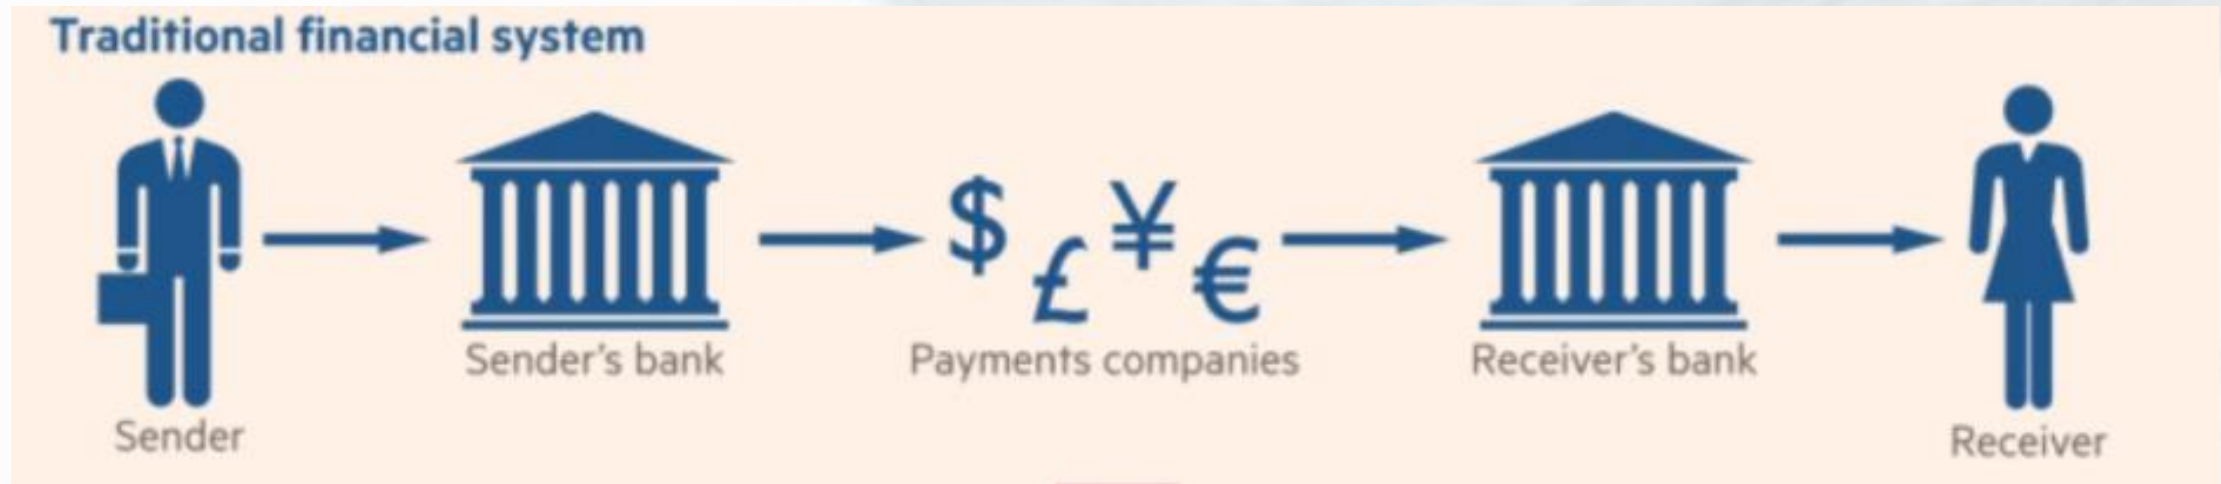 Traditional financial system
$ £ ¥ €
Sender's bank
Payments companies
Receiver's bank
Sender
Receiver